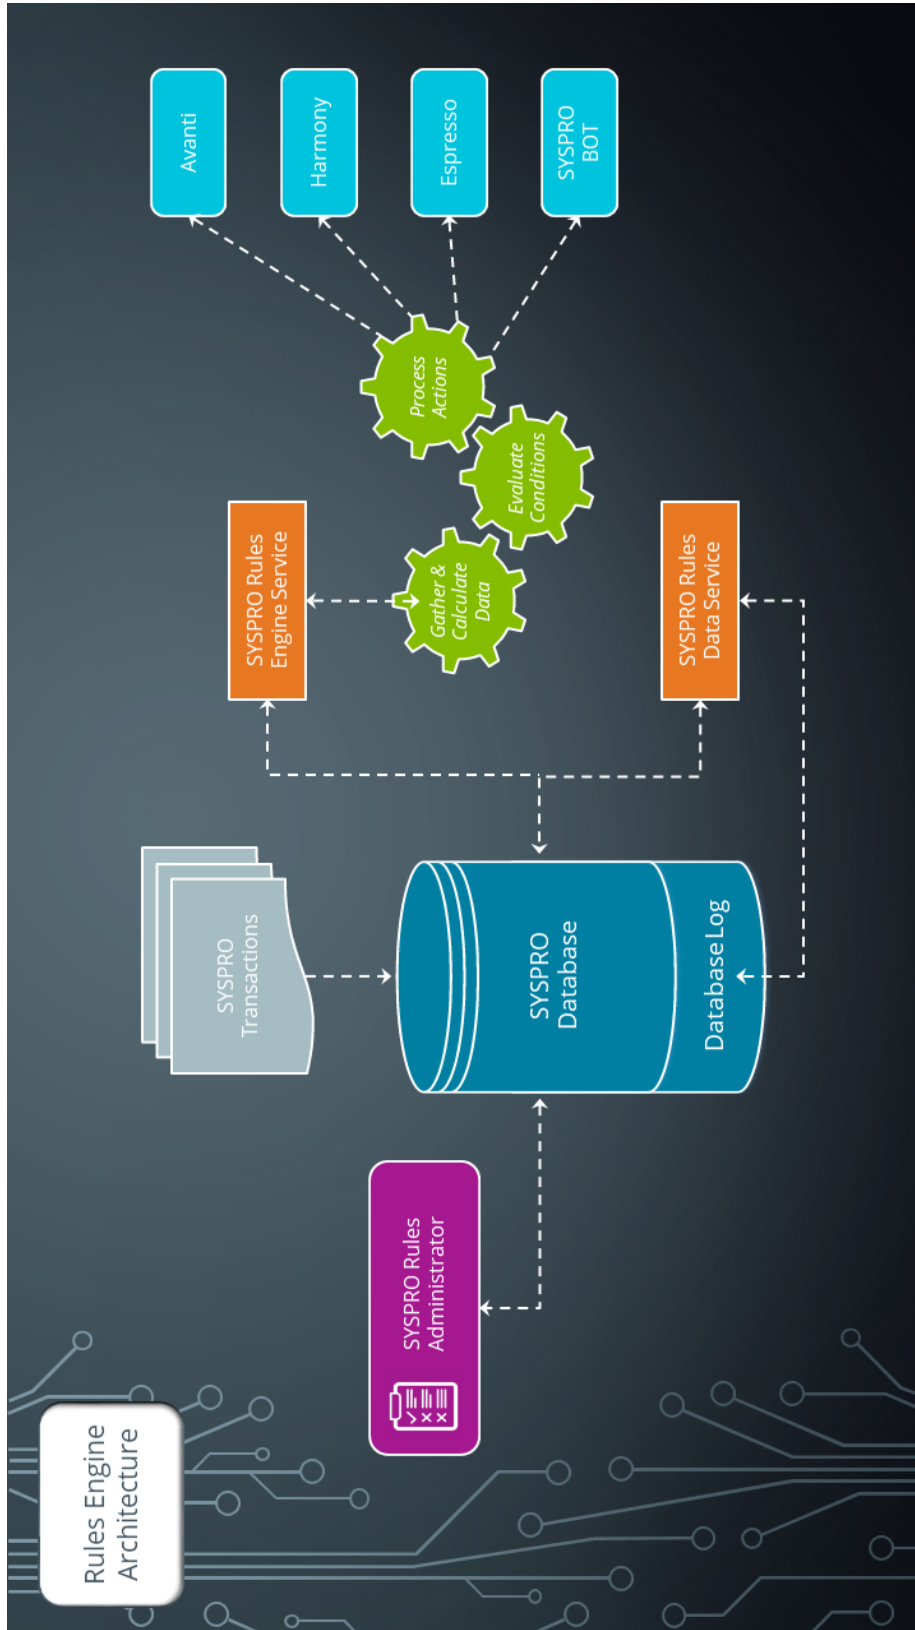 Rules Engine
Architecture
SYSPRO Rules
Administrator
SYSPRO
Transactions
SYSPRO
Database
Database Log
SYSPRO Rules
Engine Service
SYSPRO Rules
Data Service
Gather &
Calculate
Data
Evaluate
Conditions
Process
Actions
Avanti
Harmony
Espresso
SYSPRO
BOT